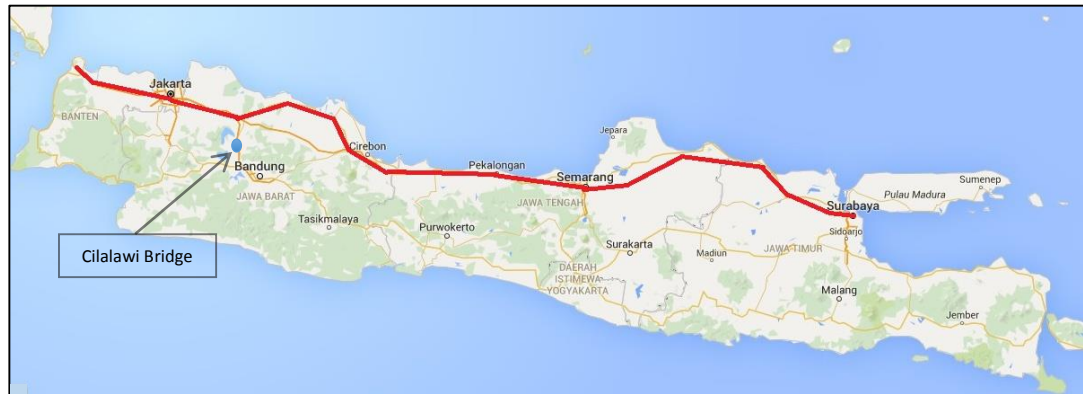 Jakarta
BANTEN
Jepara
Cirebon
Pekalongan
Bandung
Semarang
Sumenep
Pulau Madura
JAWA BARAT
JAWA TENGAH
Surabaya
Tasikmalaya
Purwokerto
Sidoarjo
Surakarta
JAWA TIMUR
Madiun
Cilalawi Bridge
DAERAH
ISTIMEWA
YOGYAKARTA
Malang
Jember